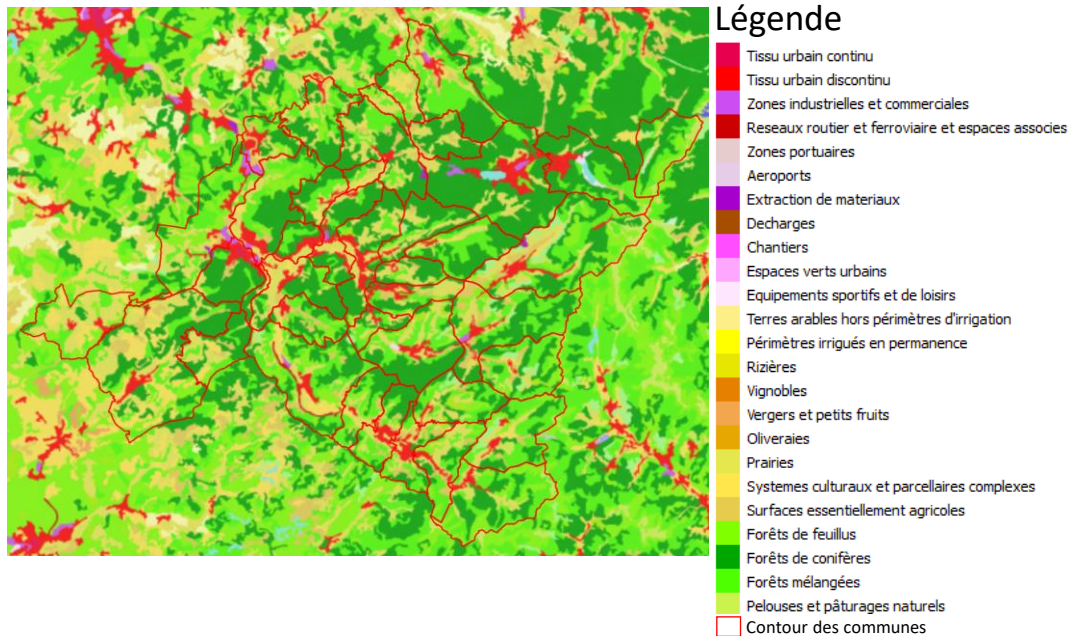 Légende
Tissu urbain continu
Tissu urbain discontinu
Zones industrielles et commerciales
Reseaux routier et ferroviaire et espaces associes
Zones portuaires
Aeroports
Extraction de materiaux
Decharges
Chantiers
Espaces verts urbains
Equipements sportifs et de loisirs
Terres arables hors périmètres d'irrigation
Périmètres irrigués en permanence
Rizières
Vignobles
Vergers et petits fruits
Oliveraies
Prairies
Systemes culturaux et parcellaires complexes
Surfaces essentiellement agricoles
Forêts de feuillus
Forêts de conifères
Forêts mélangées
Pelouses et pâturages naturels
Contour des communes